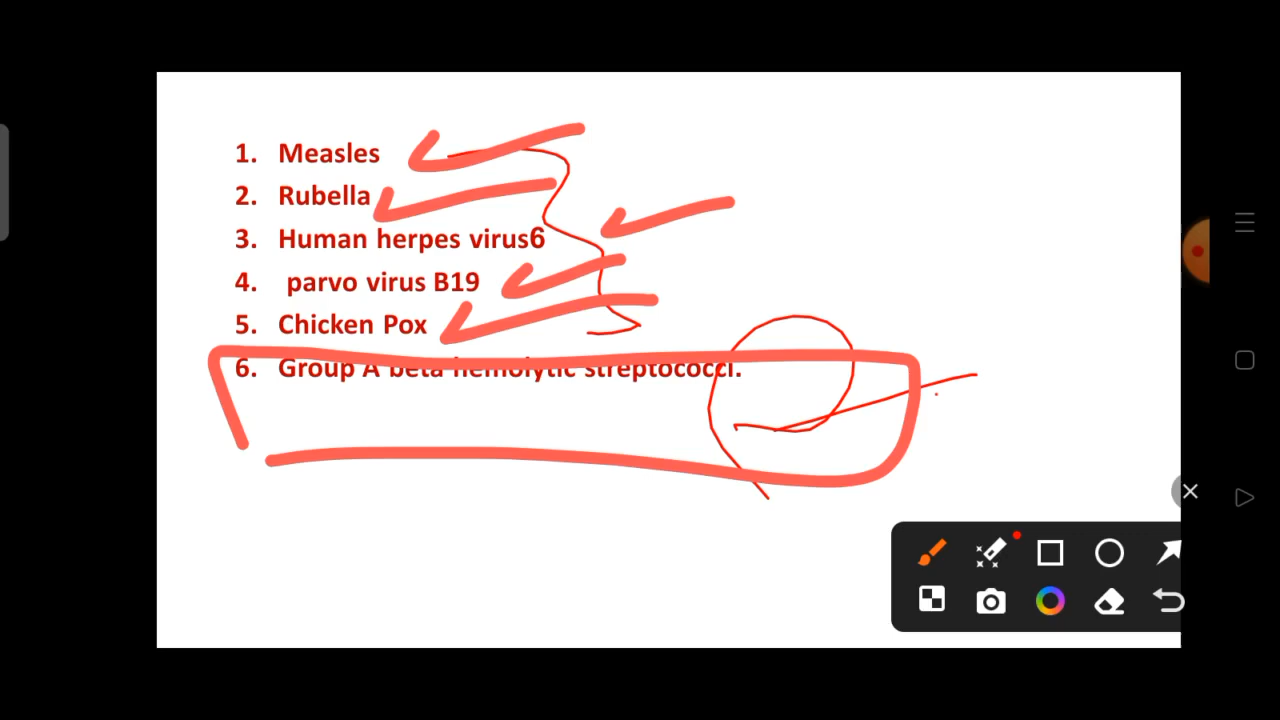 1. Measles
2. Rubella
3. Human herpes virus6
4. parvo virus B19
5. Chicken Pox
6. Group A beta hemolytic streptococci.